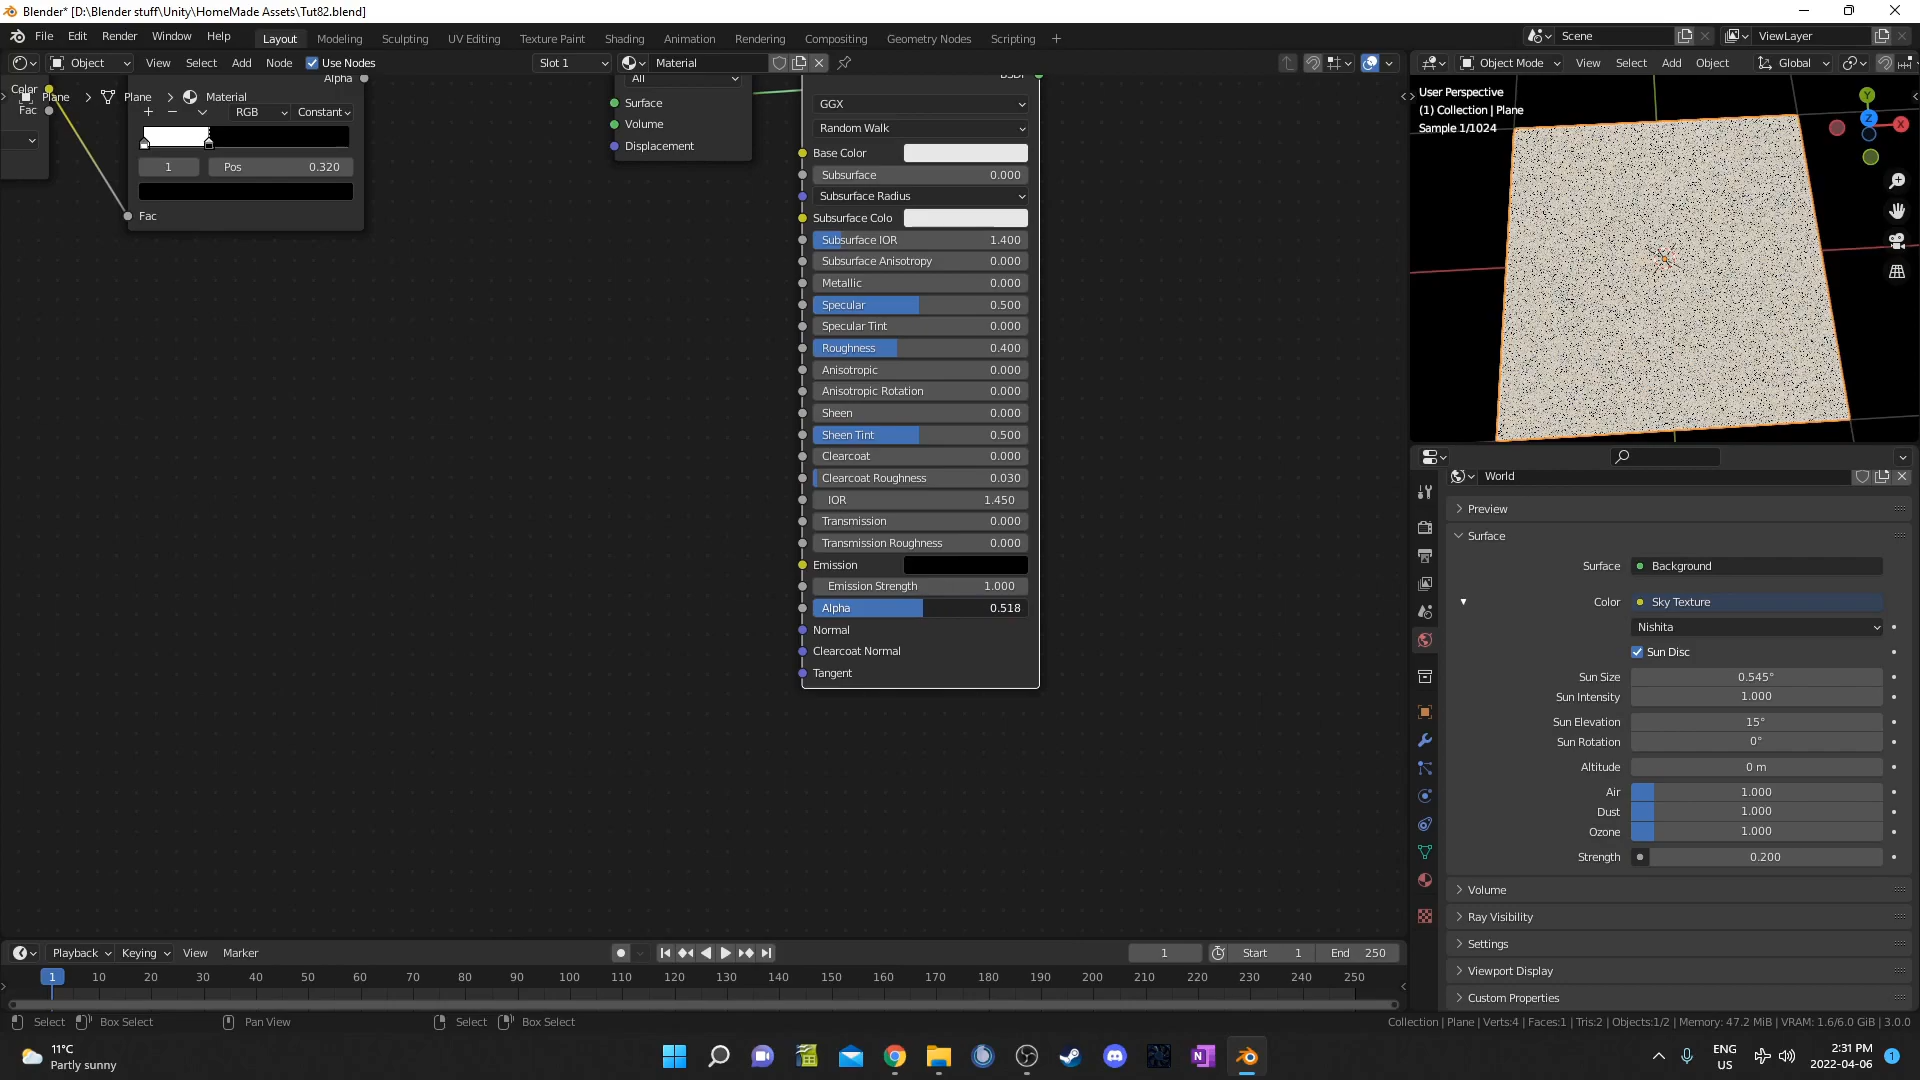 Blender* [D:\Blender stuff\Unity\HomeMade Assets\Tut82.blend]
File Edit Render Window Help Layout Modeling Sculpting UV Editing Texture Paint Shading Animation Rendering Compositing Geometry Nodes Scripting + Scene ViewLayer
Object View Select Add Node Use Nodes Slot 1 Material
Object Mode View Select Add Object Global
Color
Fac
Plane > Plane > Material
Alpha
RGB Constant
1 Pos 0.320
Fac
All
Surface
Volume
Displacement
GGX
Random Walk
Base Color
Subsurface 0.000
Subsurface Radius
Subsurface Colo
Subsurface IOR 1.400
Subsurface Anisotropy 0.000
Metallic 0.000
Specular 0.500
Specular Tint 0.000
Roughness 0.400
Anisotropic 0.000
Anisotropic Rotation 0.000
Sheen 0.000
Sheen Tint 0.500
Clearcoat 0.000
Clearcoat Roughness 0.030
IOR 1.450
Transmission 0.000
Transmission Roughness 0.000
Emission
Emission Strength 1.000
Alpha 0.518
Normal
Clearcoat Normal
Tangent
User Perspective
(1) Collection | Plane
Sample 1/1024
Y
Z
X
World
Preview
Surface
Surface Background
Color Sky Texture
Nishita
Sun Disc
Sun Size 0.545°
Sun Intensity 1.000
Sun Elevation 15°
Sun Rotation 0°
Altitude 0 m
Air 1.000
Dust 1.000
Ozone 1.000
Strength 0.200
Volume
Ray Visibility
Settings
Viewport Display
Custom Properties
Playback Keying View Marker 1 Start 1 End 250
1 10 20 30 40 50 60 70 80 90 100 110 120 130 140 150 160 170 180 190 200 210 220 230 240 250
Select Box Select Pan View Select Box Select
Collection | Plane | Verts:4 | Faces:1 | Tris:2 | Objects:1/2 | Memory: 47.2 MiB | VRAM: 1.6/6.0 GiB | 3.0.0
11°C
Partly sunny
N
ENG
US
2:31 PM
2022-04-06
1